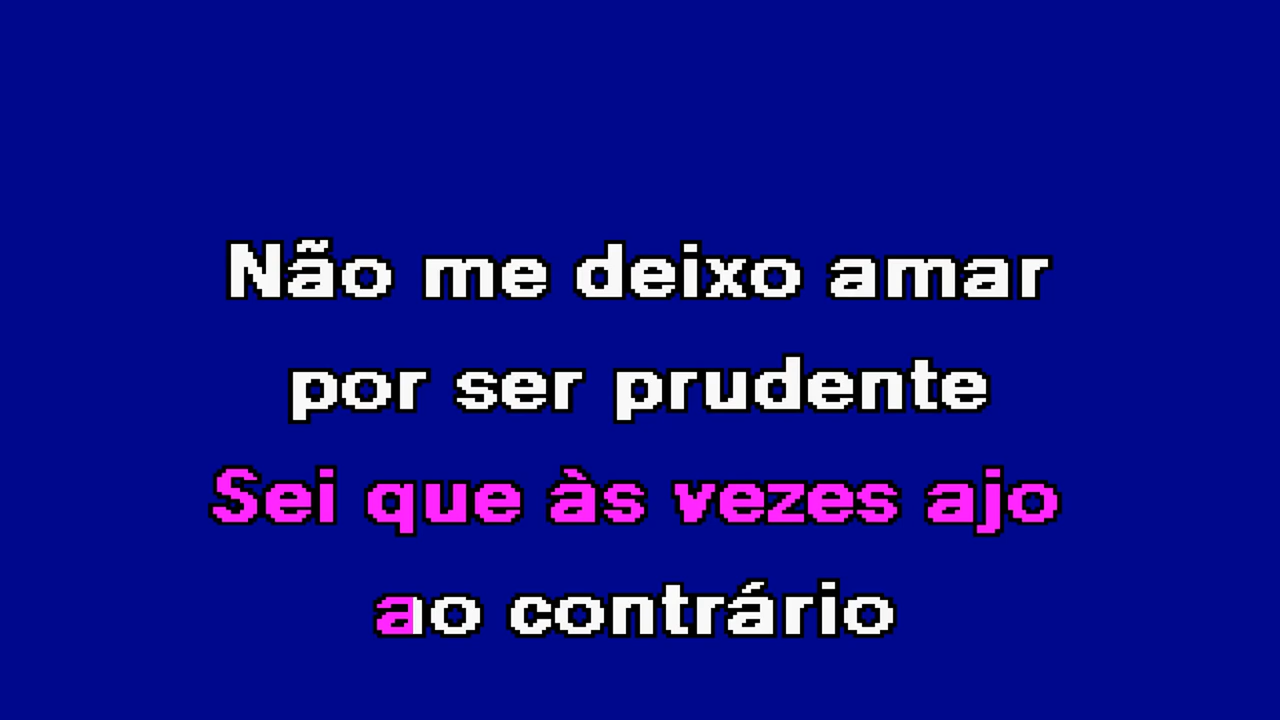 Não me deixo amar
por ser prudente
Sei que às vezes ajo
ao contrário